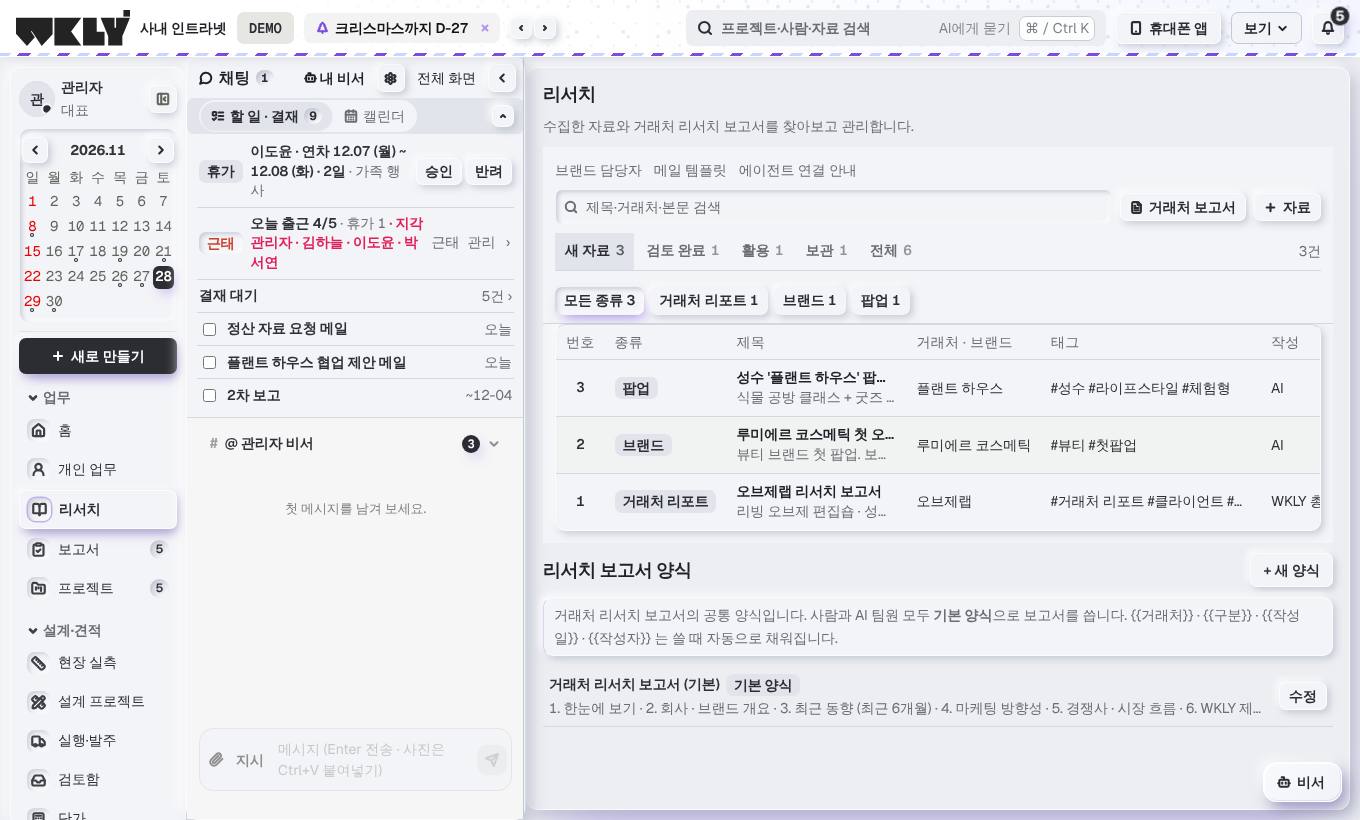 WKLY 사내 인트라넷 DEMO 크리스마스까지 D-27 × ‹ › 프로젝트·사람·자료 검색 AI에게 묻기 ⌘ / Ctrl K 휴대폰 앱 보기 5
관 관리자
대표
2026.11
일 월 화 수 목 금 토
1 2 3 4 5 6 7
8 9 10 11 12 13 14
15 16 17 18 19 20 21
22 23 24 25 26 27 28
29 30
+ 새로 만들기
업무
홈
개인 업무
리서치
보고서 5
프로젝트 5
설계·견적
현장 실측
설계 프로젝트
실행·발주
검토함
단가
채팅 1 내 비서 전체 화면
할 일 · 결재 9 캘린더
휴가 이도윤 · 연차 12.07 (월) ~
12.08 (화) · 2일 · 가족 행
사
승인 반려
근태 오늘 출근 4/5 · 휴가 1 · 지각
관리자 · 김하늘 · 이도윤 · 박
서연
근태 관리 ›
결재 대기 5건 ›
정산 자료 요청 메일 오늘
플랜트 하우스 협업 제안 메일 오늘
2차 보고 ~12-04
# @ 관리자 비서 3
첫 메시지를 남겨 보세요.
지시 메시지 (Enter 전송 · 사진은
Ctrl+V 붙여넣기)
리서치
수집한 자료와 거래처 리서치 보고서를 찾아보고 관리합니다.
브랜드 담당자 메일 템플릿 에이전트 연결 안내
제목·거래처·본문 검색 거래처 보고서 + 자료
새 자료 3 검토 완료 1 활용 1 보관 1 전체 6 3건
모든 종류 3 거래처 리포트 1 브랜드 1 팝업 1
번호 종류 제목 거래처 · 브랜드 태그 작성
3 팝업 성수 '플랜트 하우스' 팝…
식물 공방 클래스 + 굿즈 …
플랜트 하우스 #성수 #라이프스타일 #체험형 AI
2 브랜드 루미에르 코스메틱 첫 오…
뷰티 브랜드 첫 팝업. 보…
루미에르 코스메틱 #뷰티 #첫팝업 AI
1 거래처 리포트 오브제랩 리서치 보고서
리빙 오브제 편집숍 · 성…
오브제랩 #거래처 리포트 #클라이언트 #… WKLY
리서치 보고서 양식 + 새 양식
거래처 리서치 보고서의 공통 양식입니다. 사람과 AI 팀원 모두 기본 양식으로 보고서를 씁니다. {{거래처}} · {{구분}} · {{작성
일}} · {{작성자}} 는 쓸 때 자동으로 채워집니다.
거래처 리서치 보고서 (기본) 기본 양식
1. 한눈에 보기 · 2. 회사 · 브랜드 개요 · 3. 최근 동향 (최근 6개월) · 4. 마케팅 방향성 · 5. 경쟁사 · 시장 흐름 · 6. WKLY 제…
수정
비서